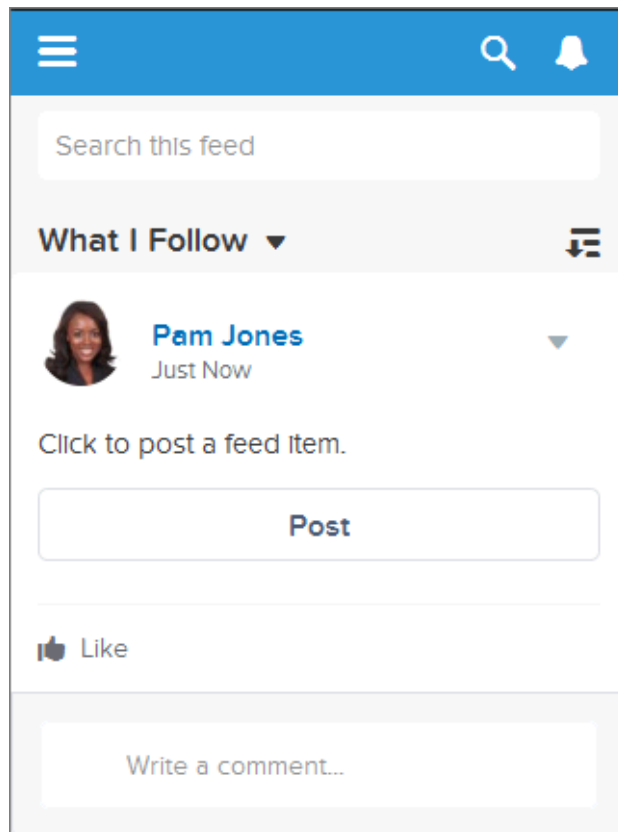 Search this feed
What I Follow
Pam Jones
Just Now
Click to post a feed item.
Post
Like
Write a comment...